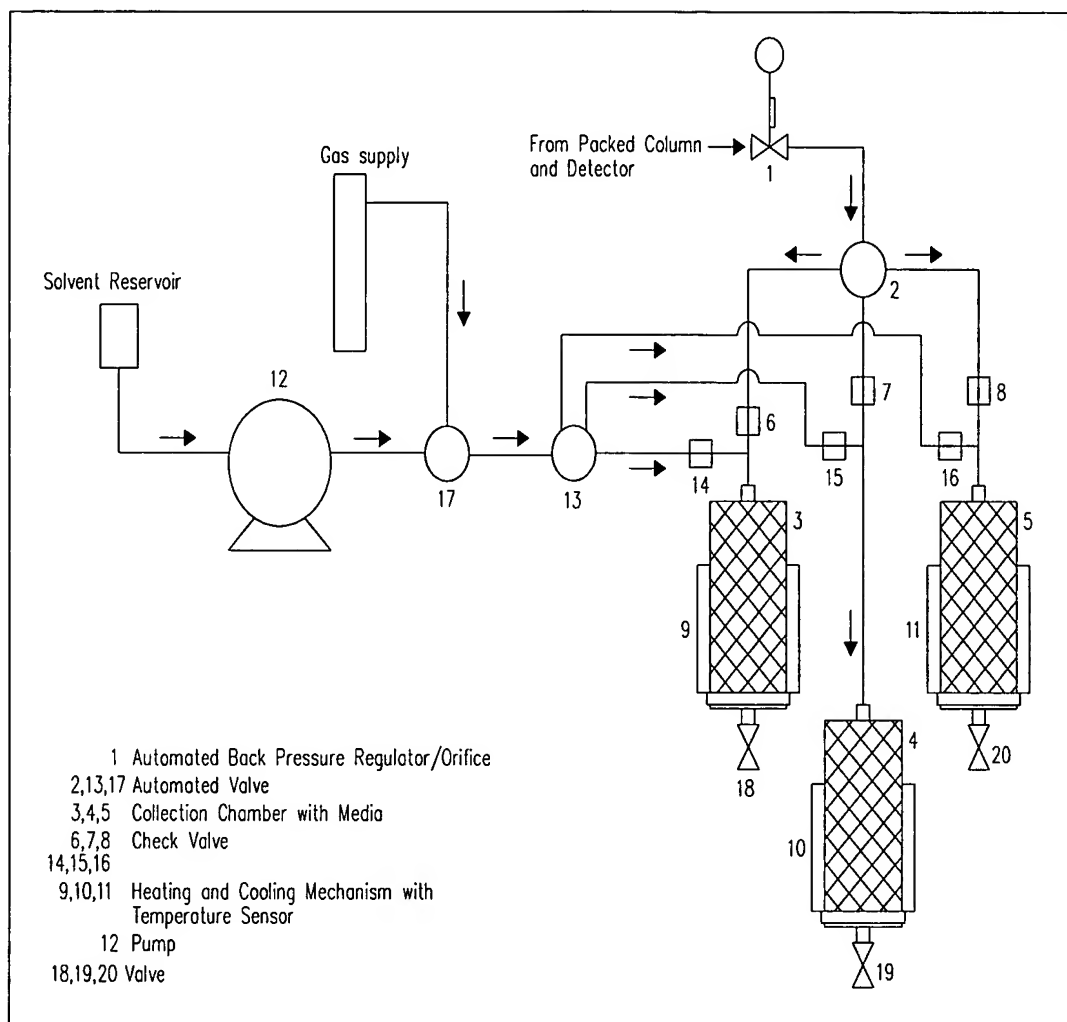 From Packed Column
and Detector
1
Gas supply
Solvent Reservoir
2
12
7
8
6
17
13
14
15
16
3
5
9
11
4
18
20
10
19
1 Automated Back Pressure Regulator/Orifice
2,13,17 Automated Valve
3,4,5 Collection Chamber with Media
6,7,8 Check Valve
14,15,16
9,10,11 Heating and Cooling Mechanism with
Temperature Sensor
12 Pump
18,19,20 Valve